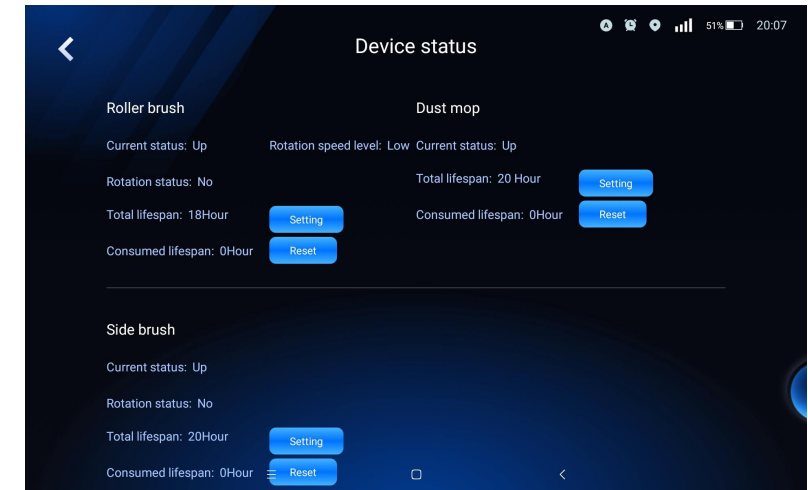 A 51% 20:07
Device status
Roller brush
Current status: Up Rotation speed level: Low
Rotation status: No
Total lifespan: 18Hour Setting
Consumed lifespan: 0Hour Reset
Dust mop
Current status: Up
Total lifespan: 20 Hour Setting
Consumed lifespan: 0Hour Reset
Side brush
Current status: Up
Rotation status: No
Total lifespan: 20Hour Setting
Consumed lifespan: 0Hour Reset